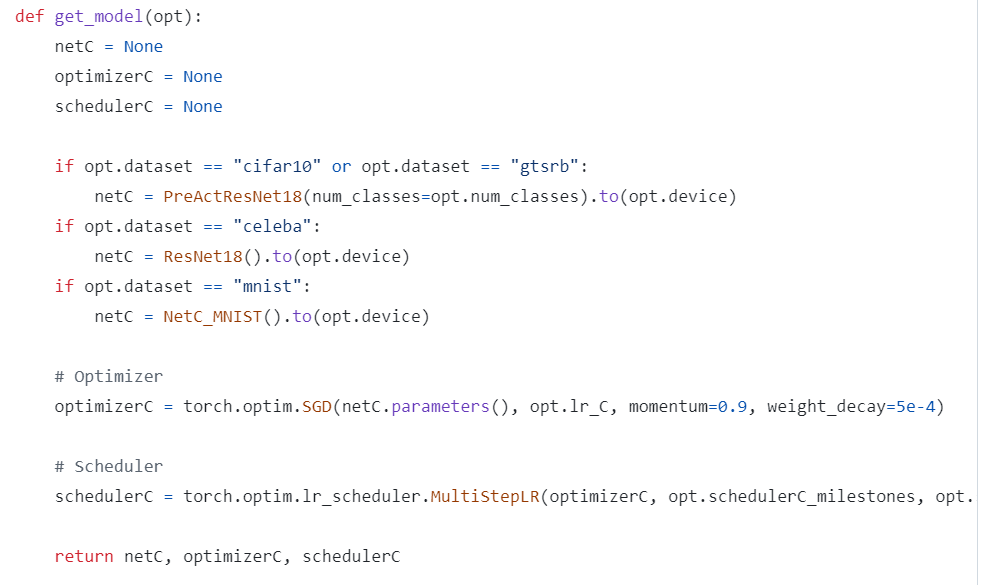 def get_model(opt):
    netC = None
    optimizerC = None
    schedulerC = None

    if opt.dataset == "cifar10" or opt.dataset == "gtsrb":
        netC = PreActResNet18(num_classes=opt.num_classes).to(opt.device)
    if opt.dataset == "celeba":
        netC = ResNet18().to(opt.device)
    if opt.dataset == "mnist":
        netC = NetC_MNIST().to(opt.device)

    # Optimizer
    optimizerC = torch.optim.SGD(netC.parameters(), opt.lr_C, momentum=0.9, weight_decay=5e-4)

    # Scheduler
    schedulerC = torch.optim.lr_scheduler.MultiStepLR(optimizerC, opt.schedulerC_milestones, opt.

    return netC, optimizerC, schedulerC